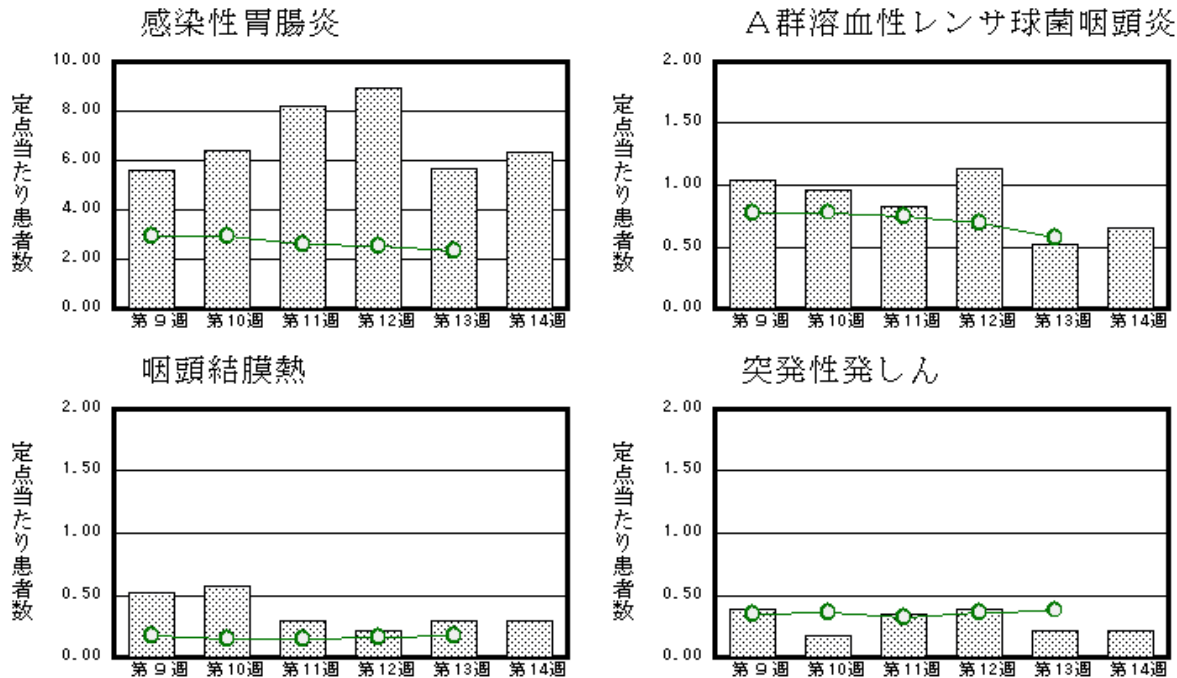 感染性胃腸炎
定点当たり患者数
10.00
8.00
6.00
4.00
2.00
0.00
第9週 第10週 第11週 第12週 第13週 第14週
A群溶血性レンサ球菌咽頭炎
定点当たり患者数
2.00
1.50
1.00
0.50
0.00
第9週 第10週 第11週 第12週 第13週 第14週
咽頭結膜熱
定点当たり患者数
2.00
1.50
1.00
0.50
0.00
第9週 第10週 第11週 第12週 第13週 第14週
突発性発しん
定点当たり患者数
2.00
1.50
1.00
0.50
0.00
第9週 第10週 第11週 第12週 第13週 第14週